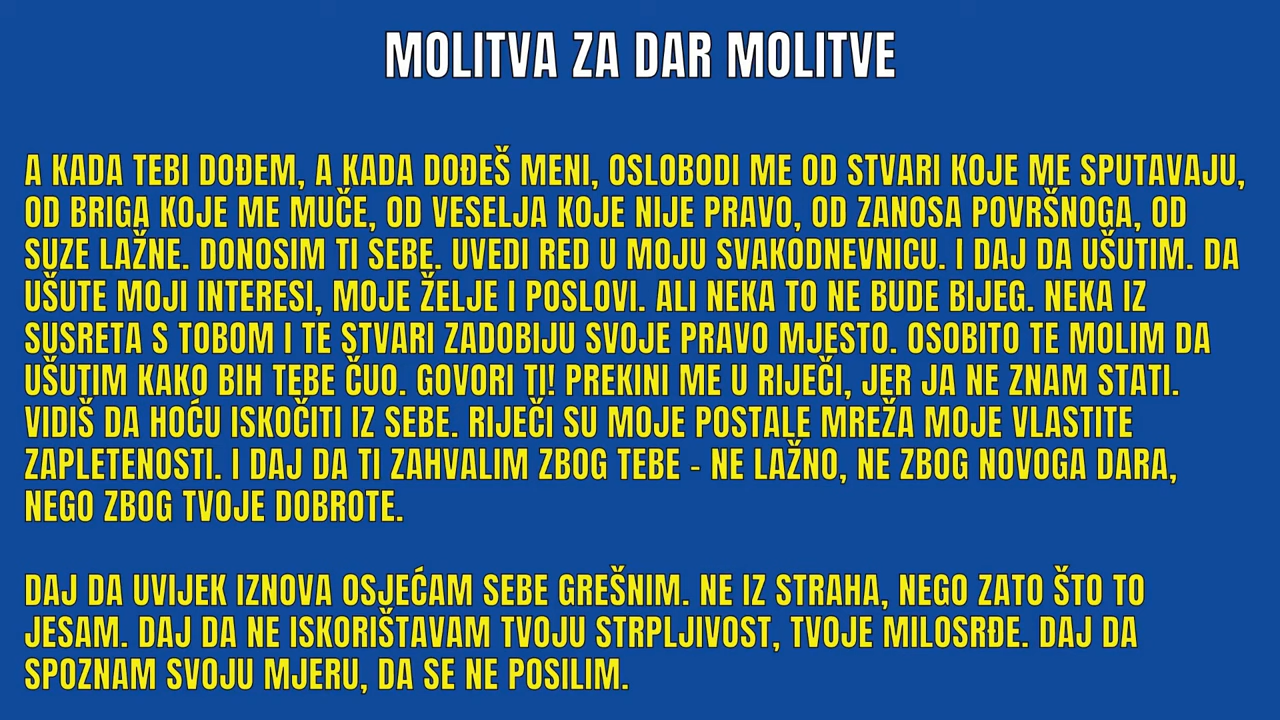 MOLITVA ZA DAR MOLITVE
A KADA TEBI DOĐEM, A KADA DOĐEŠ MENI, OSLOBODI ME OD STVARI KOJE ME SPUTAVAJU,
OD BRIGA KOJE ME MUČE, OD VESELJA KOJE NIJE PRAVO, OD ZANOSA POVRŠNOGA, OD
SUZE LAŽNE. DONOSIM TI SEBE. UVEDI RED U MOJU SVAKODNEVNICU. I DAJ DA UŠUTIM. DA
UŠUTE MOJI INTERESI, MOJE ŽELJE I POSLOVI. ALI NEKA TO NE BUDE BIJEG. NEKA IZ
SUSRETA S TOBOM I TE STVARI ZADOBIJU SVOJE PRAVO MJESTO. OSOBITO TE MOLIM DA
UŠUTIM KAKO BIH TEBE ČUO. GOVORI TI! PREKINI ME U RIJEČI, JER JA NE ZNAM STATI.
VIDIŠ DA HOĆU ISKOČITI IZ SEBE. RIJEČI SU MOJE POSTALE MREŽA MOJE VLASTITE
ZAPLETENOSTI. I DAJ DA TI ZAHVALIM ZBOG TEBE - NE LAŽNO, NE ZBOG NOVOGA DARA,
NEGO ZBOG TVOJE DOBROTE.
DAJ DA UVIJEK IZNOVA OSJEĆAM SEBE GREŠNIM. NE IZ STRAHA, NEGO ZATO ŠTO TO
JESAM. DAJ DA NE ISKORIŠTAVAM TVOJU STRPLJIVOST, TVOJE MILOSRĐE. DAJ DA
SPOZNAM SVOJU MJERU, DA SE NE POSILIM.